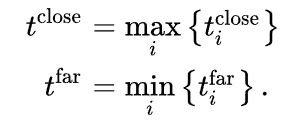 t^close = max_i { t_i^close }
t^far = min_i { t_i^far } .